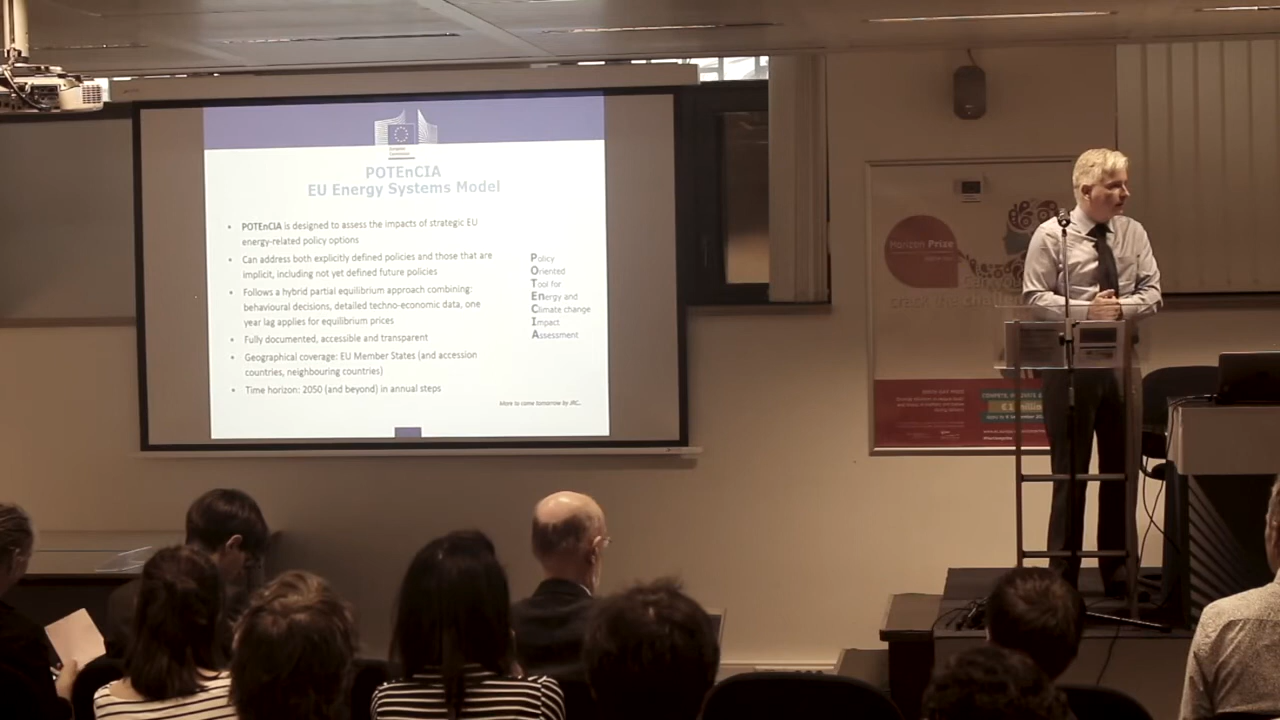 European
Commission
POTEnCIA
EU Energy Systems Model
• POTEnCIA is designed to assess the impacts of strategic EU
energy-related policy options
• Can address both explicitly defined policies and those that are
implicit, including not yet defined future policies
• Follows a hybrid partial equilibrium approach combining:
behavioural decisions, detailed techno-economic data, one
year lag applies for equilibrium prices
• Fully documented, accessible and transparent
• Geographical coverage: EU Member States (and accession
countries, neighbouring countries)
• Time horizon: 2050 (and beyond) in annual steps
Policy
Oriented
Tool for
Energy and
Climate change
Impact
Assessment
More to come tomorrow by JRC..
Horizon Prize
crack the challen